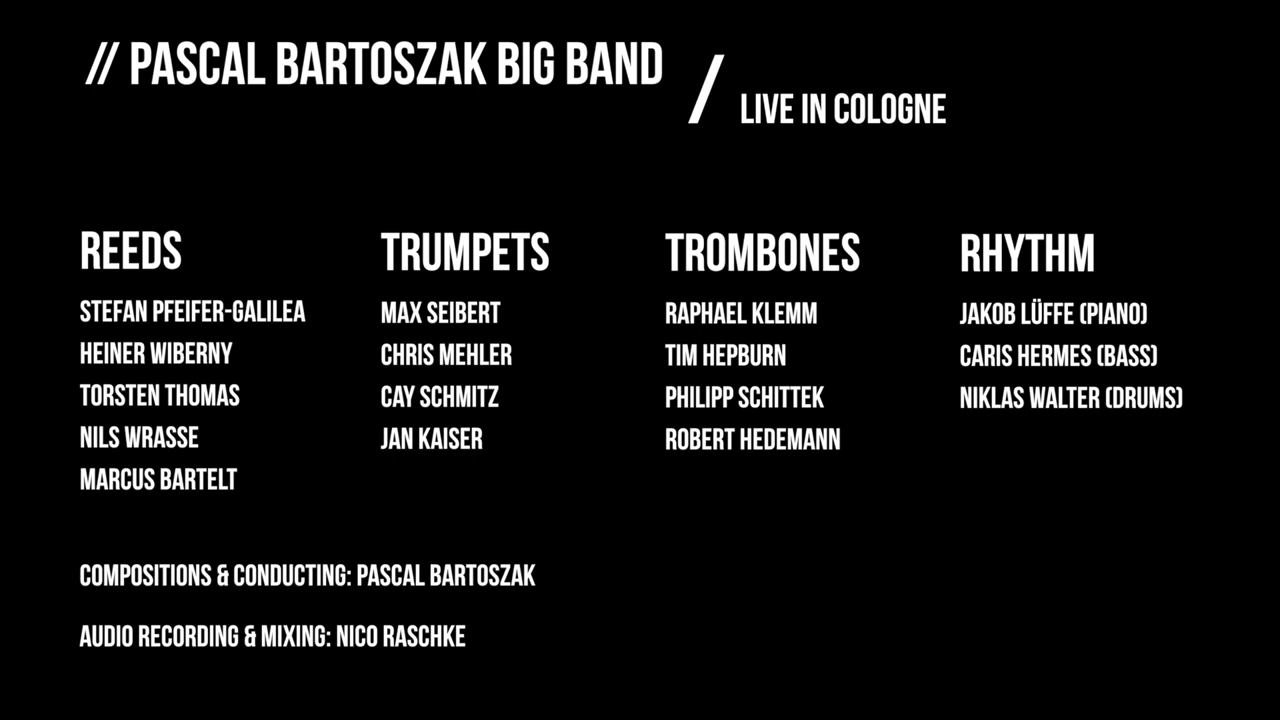 // PASCAL BARTOSZAK BIG BAND / LIVE IN COLOGNE
REEDS
STEFAN PFEIFER-GALILEA
HEINER WIBERNY
TORSTEN THOMAS
NILS WRASSE
MARCUS BARTELT
TRUMPETS
MAX SEIBERT
CHRIS MEHLER
CAY SCHMITZ
JAN KAISER
TROMBONES
RAPHAEL KLEMM
TIM HEPBURN
PHILIPP SCHITTEK
ROBERT HEDEMANN
RHYTHM
JAKOB LÜFFE (PIANO)
CARIS HERMES (BASS)
NIKLAS WALTER (DRUMS)
COMPOSITIONS & CONDUCTING: PASCAL BARTOSZAK
AUDIO RECORDING & MIXING: NICO RASCHKE